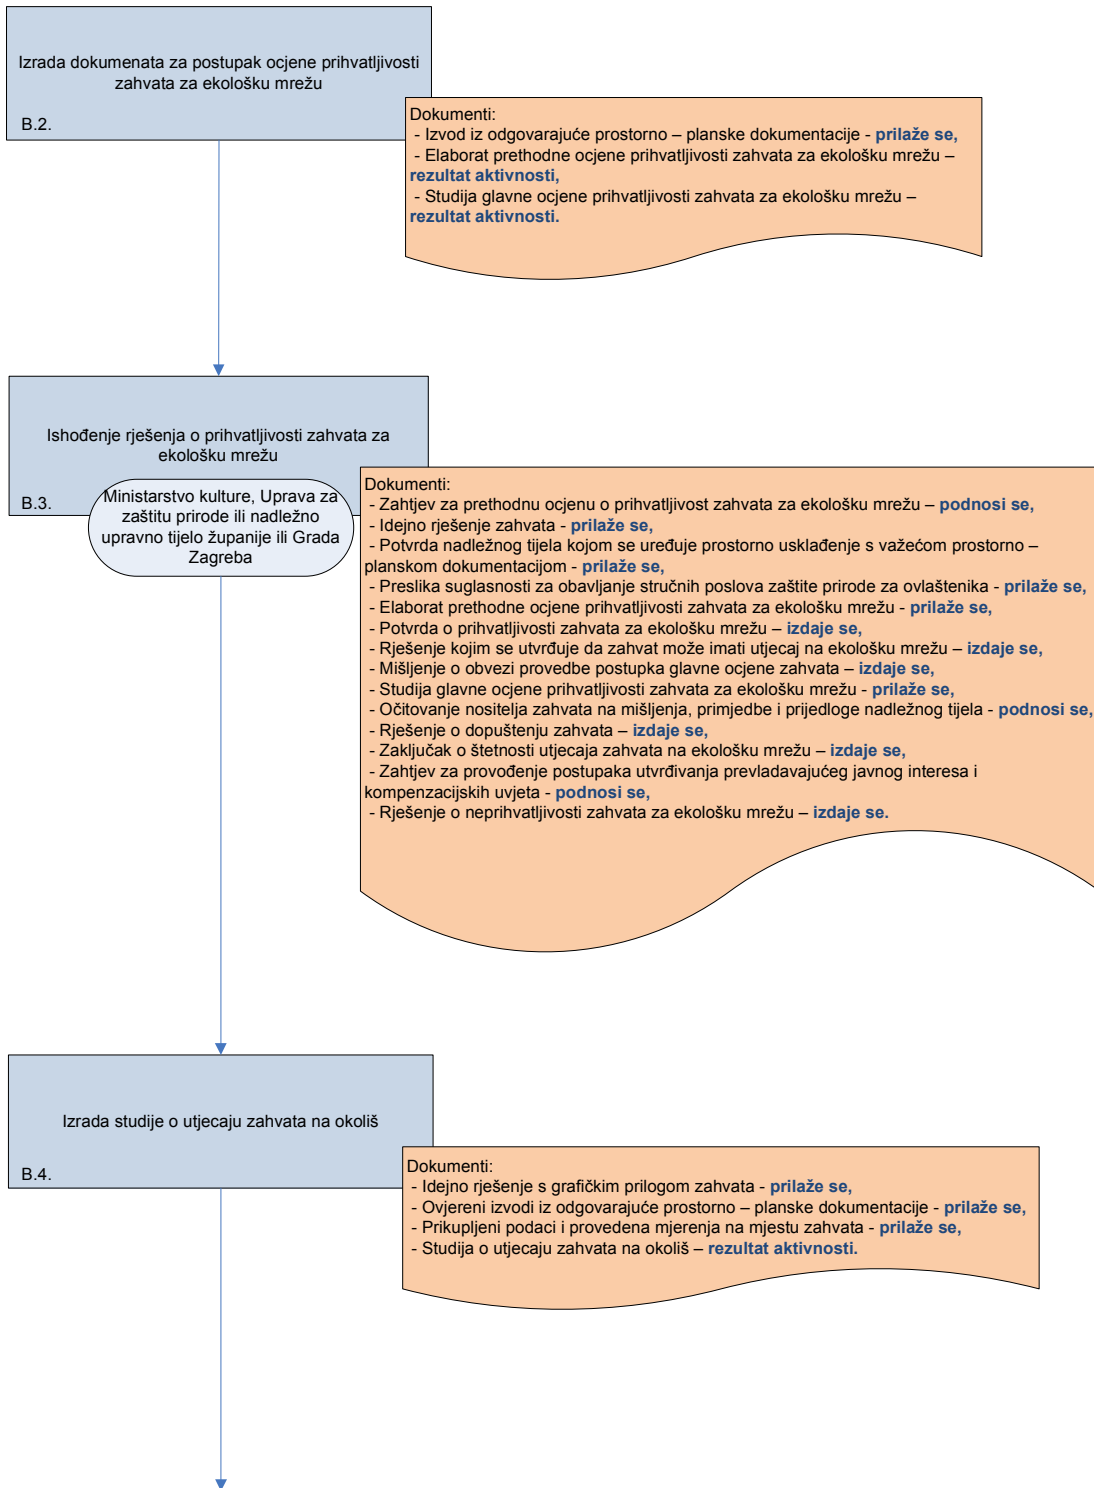 Izrada dokumenata za postupak ocjene prihvatljivosti
zahvata za ekološku mrežu
B.2.
Dokumenti:
- Izvod iz odgovarajuće prostorno – planske dokumentacije - prilaže se,
- Elaborat prethodne ocjene prihvatljivosti zahvata za ekološku mrežu –
rezultat aktivnosti,
- Studija glavne ocjene prihvatljivosti zahvata za ekološku mrežu –
rezultat aktivnosti.
Ishođenje rješenja o prihvatljivosti zahvata za
ekološku mrežu
B.3.
Ministarstvo kulture, Uprava za
zaštitu prirode ili nadležno
upravno tijelo županije ili Grada
Zagreba
Dokumenti:
- Zahtjev za prethodnu ocjenu o prihvatljivost zahvata za ekološku mrežu – podnosi se,
- Idejno rješenje zahvata - prilaže se,
- Potvrda nadležnog tijela kojom se uređuje prostorno usklađenje s važećom prostorno –
planskom dokumentacijom - prilaže se,
- Preslika suglasnosti za obavljanje stručnih poslova zaštite prirode za ovlaštenika - prilaže se,
- Elaborat prethodne ocjene prihvatljivosti zahvata za ekološku mrežu - prilaže se,
- Potvrda o prihvatljivosti zahvata za ekološku mrežu – izdaje se,
- Rješenje kojim se utvrđuje da zahvat može imati utjecaj na ekološku mrežu – izdaje se,
- Mišljenje o obvezi provedbe postupka glavne ocjene zahvata – izdaje se,
- Studija glavne ocjene prihvatljivosti zahvata za ekološku mrežu - prilaže se,
- Očitovanje nositelja zahvata na mišljenja, primjedbe i prijedloge nadležnog tijela - podnosi se,
- Rješenje o dopuštenju zahvata – izdaje se,
- Zaključak o štetnosti utjecaja zahvata na ekološku mrežu – izdaje se,
- Zahtjev za provođenje postupaka utvrđivanja prevladavajućeg javnog interesa i
kompenzacijskih uvjeta - podnosi se,
- Rješenje o neprihvatljivosti zahvata za ekološku mrežu – izdaje se.
Izrada studije o utjecaju zahvata na okoliš
B.4.
Dokumenti:
- Idejno rješenje s grafičkim prilogom zahvata - prilaže se,
- Ovjereni izvodi iz odgovarajuće prostorno – planske dokumentacije - prilaže se,
- Prikupljeni podaci i provedena mjerenja na mjestu zahvata - prilaže se,
- Studija o utjecaju zahvata na okoliš – rezultat aktivnosti.